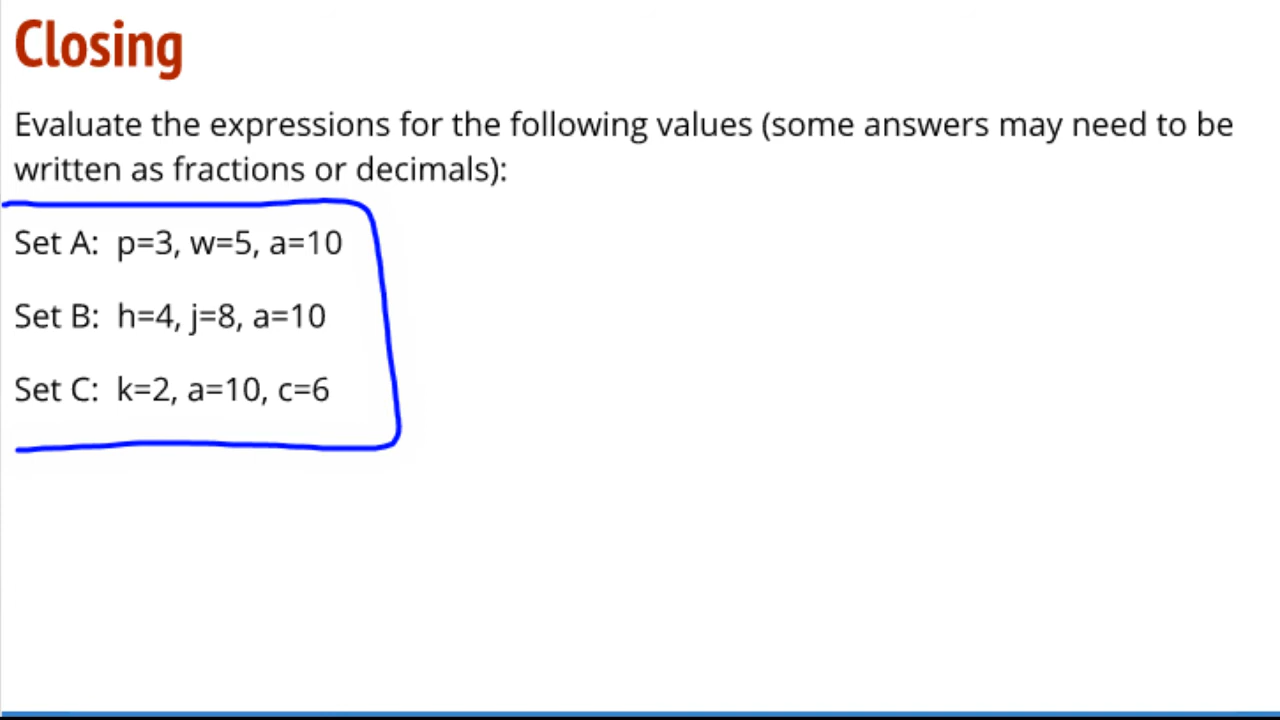 Closing
Evaluate the expressions for the following values (some answers may need to be
written as fractions or decimals):
Set A: p=3, w=5, a=10
Set B: h=4, j=8, a=10
Set C: k=2, a=10, c=6